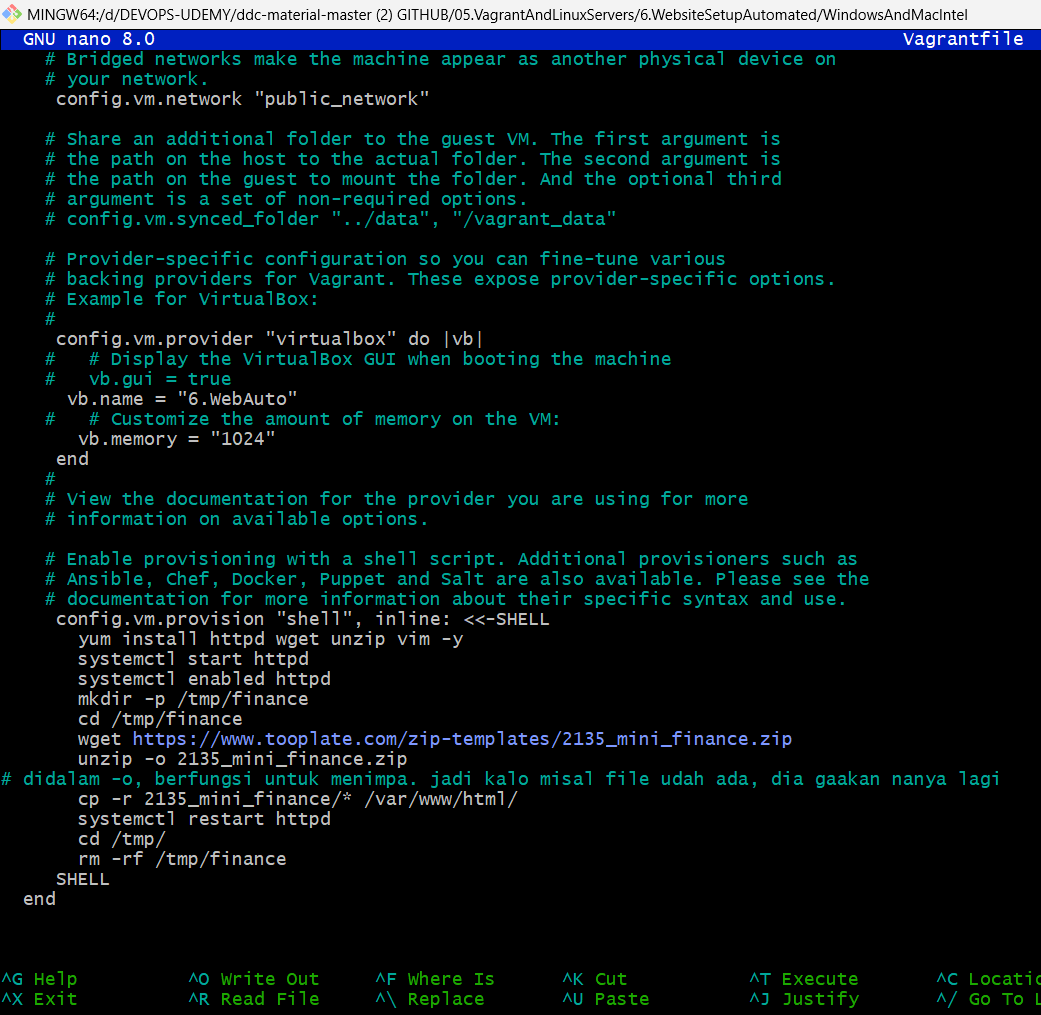 MINGW64:/d/DEVOPS-UDEMY/ddc-material-master (2) GITHUB/05.VagrantAndLinuxServers/6.WebsiteSetupAutomated/WindowsAndMacIntel
GNU nano 8.0 Vagrantfile
# Bridged networks make the machine appear as another physical device on
# your network.
config.vm.network "public_network"
# Share an additional folder to the guest VM. The first argument is
# the path on the host to the actual folder. The second argument is
# the path on the guest to mount the folder. And the optional third
# argument is a set of non-required options.
# config.vm.synced_folder "../data", "/vagrant_data"
# Provider-specific configuration so you can fine-tune various
# backing providers for Vagrant. These expose provider-specific options.
# Example for VirtualBox:
#
config.vm.provider "virtualbox" do |vb|
#   # Display the VirtualBox GUI when booting the machine
#   vb.gui = true
vb.name = "6.WebAuto"
#   # Customize the amount of memory on the VM:
vb.memory = "1024"
end
#
# View the documentation for the provider you are using for more
# information on available options.
# Enable provisioning with a shell script. Additional provisioners such as
# Ansible, Chef, Docker, Puppet and Salt are also available. Please see the
# documentation for more information about their specific syntax and use.
config.vm.provision "shell", inline: <<-SHELL
yum install httpd wget unzip vim -y
systemctl start httpd
systemctl enabled httpd
mkdir -p /tmp/finance
cd /tmp/finance
wget https://www.tooplate.com/zip-templates/2135_mini_finance.zip
unzip -o 2135_mini_finance.zip
# didalam -o, berfungsi untuk menimpa. jadi kalo misal file udah ada, dia gaakan nanya lagi
cp -r 2135_mini_finance/* /var/www/html/
systemctl restart httpd
cd /tmp/
rm -rf /tmp/finance
SHELL
end
^G Help ^O Write Out ^F Where Is ^K Cut ^T Execute ^C Locatio
^X Exit ^R Read File ^\ Replace ^U Paste ^J Justify ^/ Go To L